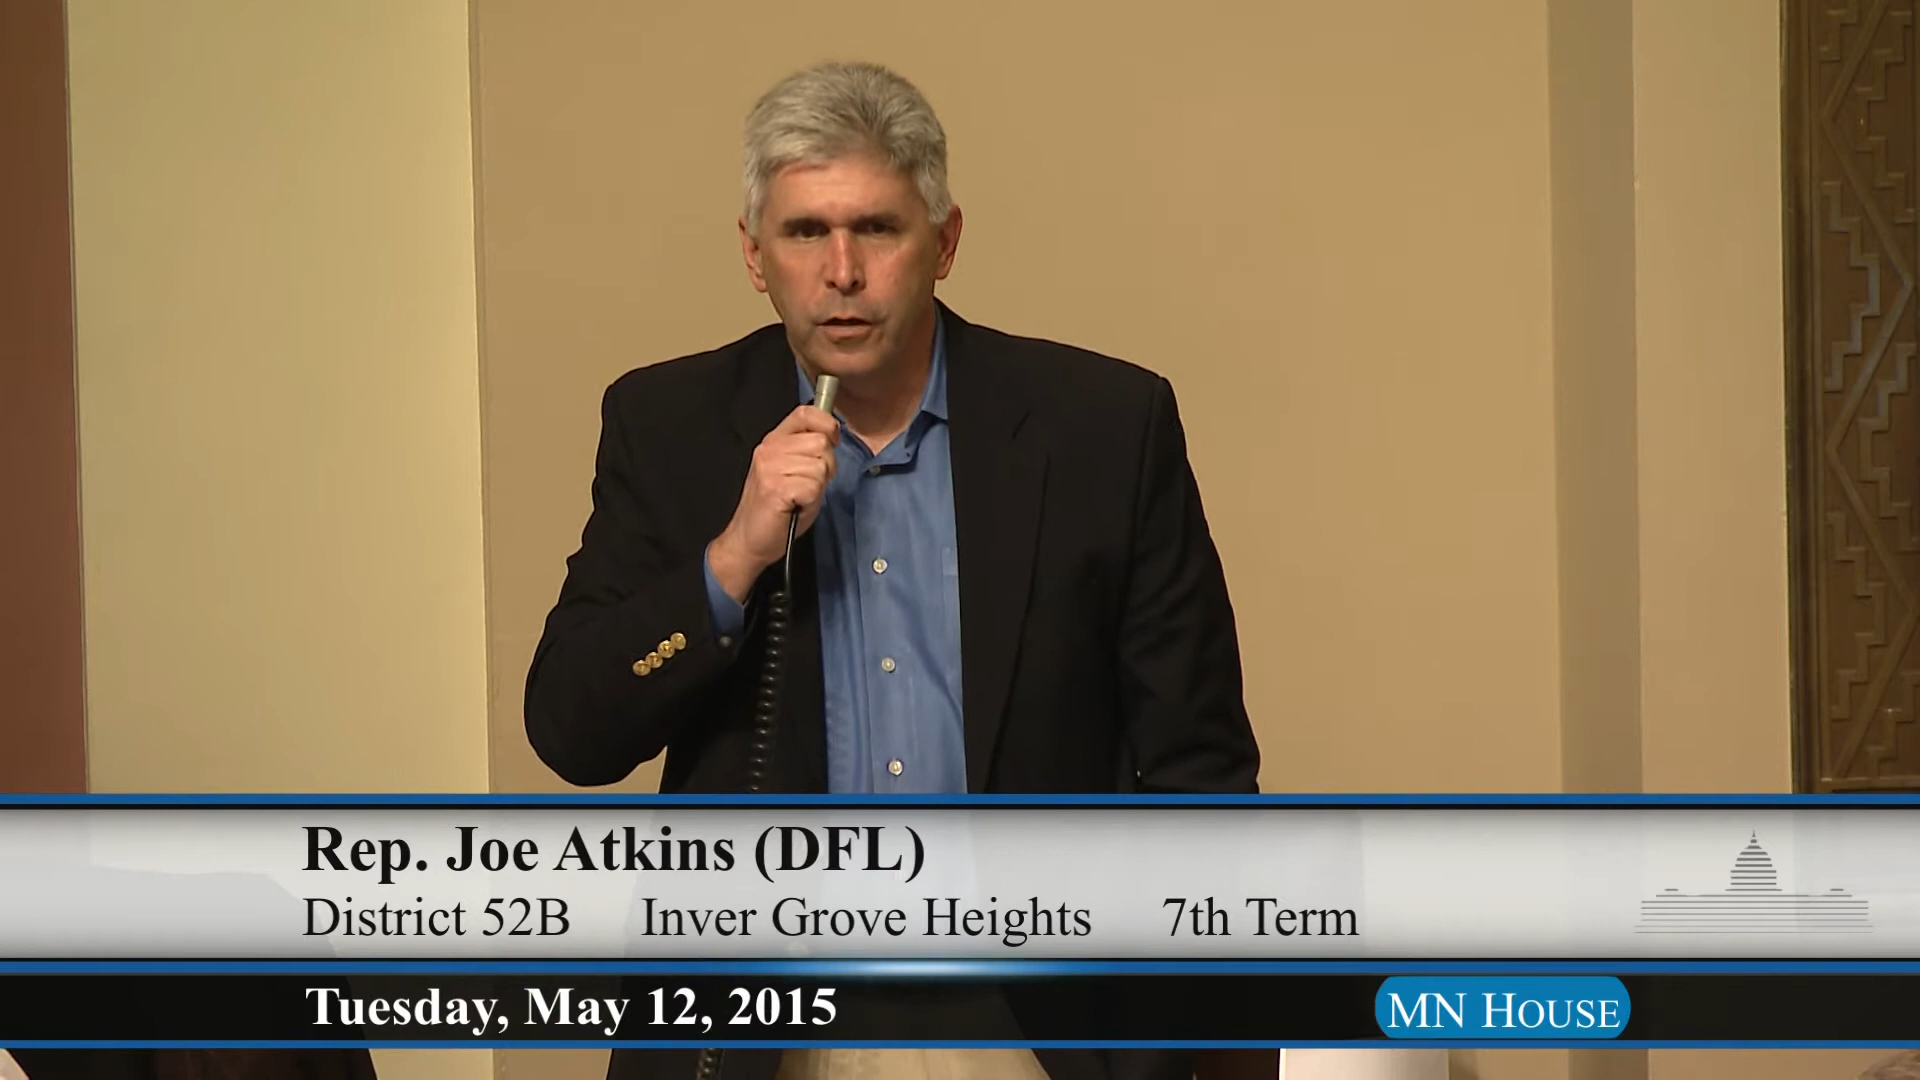 Rep. Joe Atkins (DFL)
District 52B Inver Grove Heights 7th Term
Tuesday, May 12, 2015
MN HOUSE